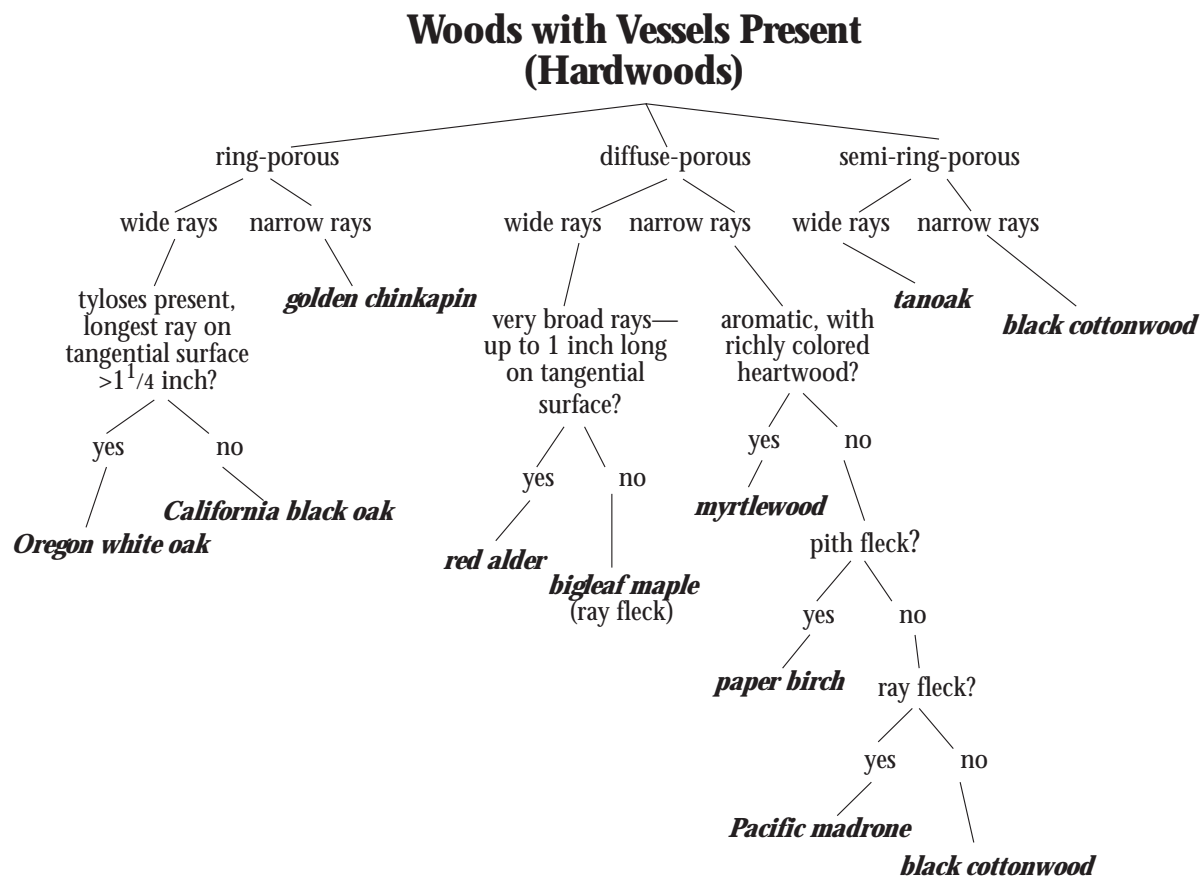 Woods with Vessels Present
(Hardwoods)
ring-porous
diffuse-porous
semi-ring-porous
wide rays
narrow rays
wide rays
narrow rays
wide rays
narrow rays
tyloses present,
longest ray on
tangential surface
>1 1/4 inch?
golden chinkapin
very broad rays—
up to 1 inch long
on tangential
surface?
aromatic, with
richly colored
heartwood?
tanoak
black cottonwood
yes
no
yes
no
yes
no
Oregon white oak
California black oak
red alder
bigleaf maple
(ray fleck)
myrtlewood
pith fleck?
yes
no
paper birch
ray fleck?
yes
no
Pacific madrone
black cottonwood